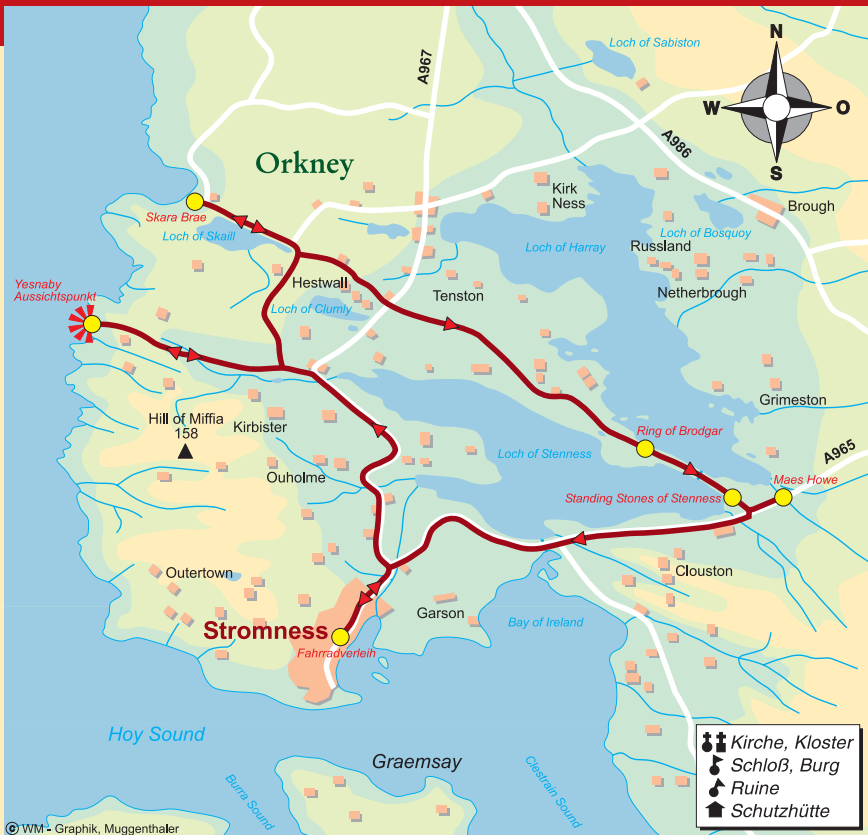 Loch of Sabiston
N
A967
W
O
A986
S
Orkney
Kirk
Ness
Brough
Skara Brae
Loch of Skaill
Loch of Harray
Russland
Loch of Bosquoy
Yesnaby
Aussichtspunkt
Hestwall
Tenston
Netherbrough
Loch of Clumly
Grimeston
Hill of Miffia
158
Kirbister
Ring of Brodgar
A965
Loch of Stenness
Ouholme
Maes Howe
Standing Stones of Stenness
Outertown
Clouston
Garson
Stromness
Bay of Ireland
Fahrradverleih
Hoy Sound
Graemsay
Burra Sound
Clestrain Sound
Kirche, Kloster
Schloß, Burg
Ruine
Schutzhütte
© WM - Graphik, Muggenthaler